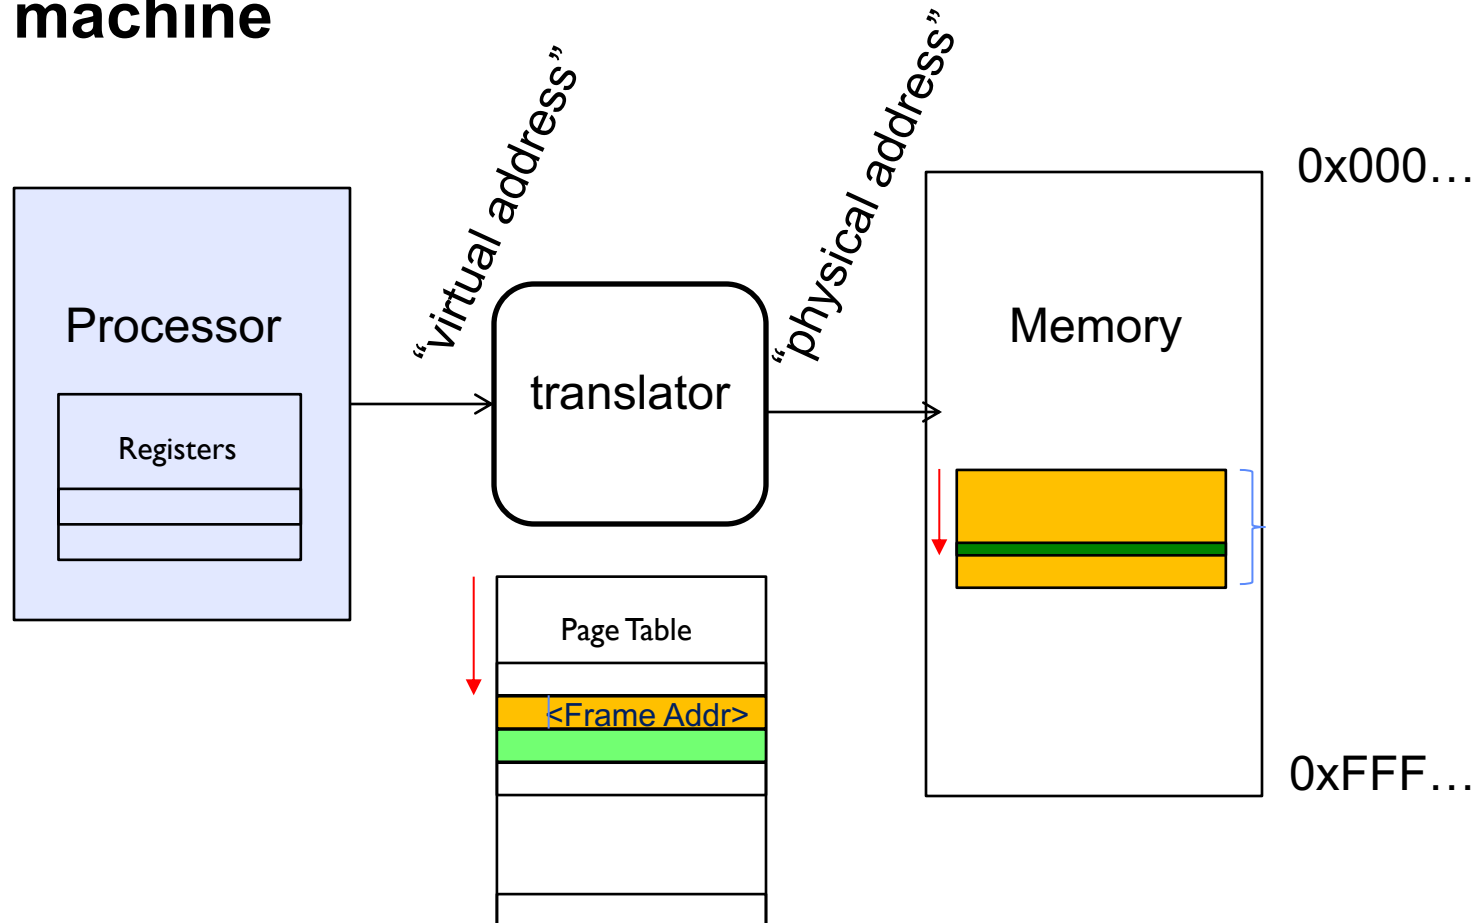 machine
“virtual address”
“physical address”
0x000…
Processor
translator
Memory
Registers
Page Table
<Frame Addr>
0xFFF…